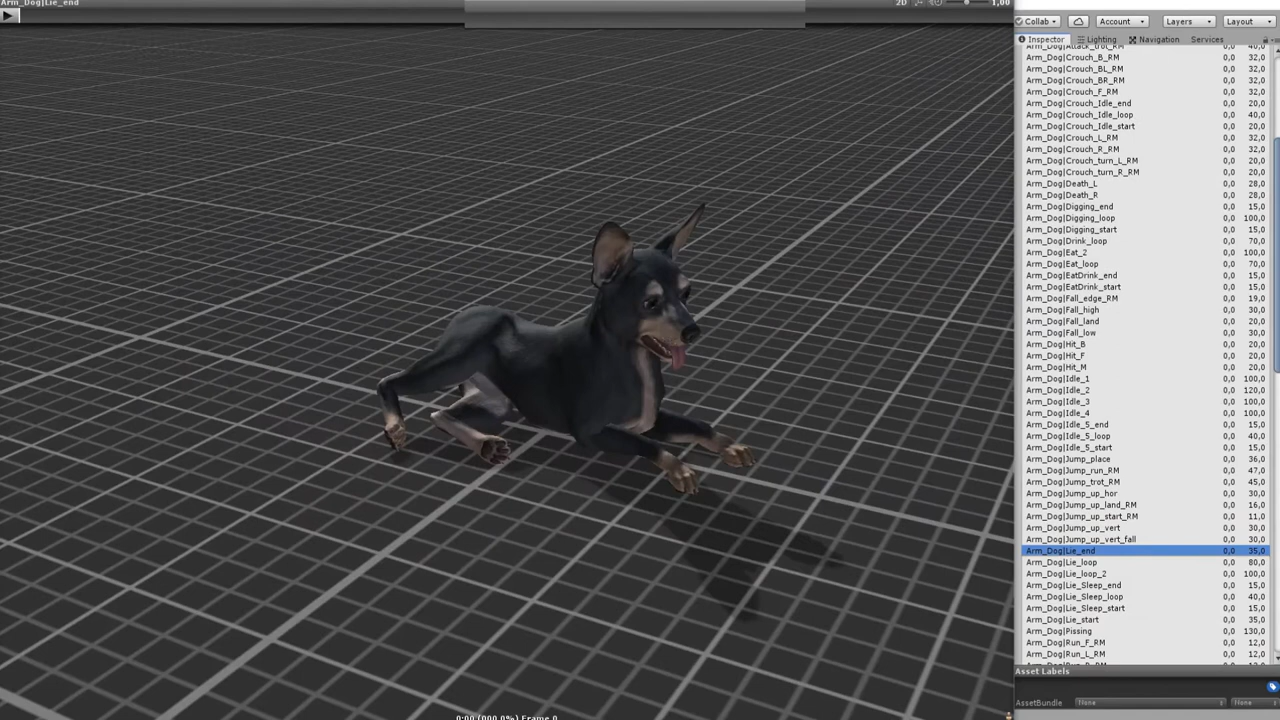 Arm_Dog|Lie_end
2D
1,00
Collab
Account
Layers
Layout
Inspector
Lighting
Navigation
Services
Arm_Dog|Attack_trot_RM 0,0 40,0
Arm_Dog|Crouch_B_RM 0,0 32,0
Arm_Dog|Crouch_BL_RM 0,0 32,0
Arm_Dog|Crouch_BR_RM 0,0 32,0
Arm_Dog|Crouch_F_RM 0,0 32,0
Arm_Dog|Crouch_Idle_end 0,0 20,0
Arm_Dog|Crouch_Idle_loop 0,0 40,0
Arm_Dog|Crouch_Idle_start 0,0 20,0
Arm_Dog|Crouch_L_RM 0,0 32,0
Arm_Dog|Crouch_R_RM 0,0 32,0
Arm_Dog|Crouch_turn_L_RM 0,0 20,0
Arm_Dog|Crouch_turn_R_RM 0,0 20,0
Arm_Dog|Death_L 0,0 28,0
Arm_Dog|Death_R 0,0 28,0
Arm_Dog|Digging_end 0,0 15,0
Arm_Dog|Digging_loop 0,0 100,0
Arm_Dog|Digging_start 0,0 15,0
Arm_Dog|Drink_loop 0,0 70,0
Arm_Dog|Eat_2 0,0 100,0
Arm_Dog|Eat_loop 0,0 70,0
Arm_Dog|EatDrink_end 0,0 15,0
Arm_Dog|EatDrink_start 0,0 15,0
Arm_Dog|Fall_edge_RM 0,0 19,0
Arm_Dog|Fall_high 0,0 30,0
Arm_Dog|Fall_land 0,0 20,0
Arm_Dog|Fall_low 0,0 30,0
Arm_Dog|Hit_B 0,0 20,0
Arm_Dog|Hit_F 0,0 20,0
Arm_Dog|Hit_M 0,0 20,0
Arm_Dog|Idle_1 0,0 100,0
Arm_Dog|Idle_2 0,0 120,0
Arm_Dog|Idle_3 0,0 100,0
Arm_Dog|Idle_4 0,0 100,0
Arm_Dog|Idle_5_end 0,0 15,0
Arm_Dog|Idle_5_loop 0,0 40,0
Arm_Dog|Idle_5_start 0,0 15,0
Arm_Dog|Jump_place 0,0 36,0
Arm_Dog|Jump_run_RM 0,0 47,0
Arm_Dog|Jump_trot_RM 0,0 45,0
Arm_Dog|Jump_up_hor 0,0 30,0
Arm_Dog|Jump_up_land_RM 0,0 16,0
Arm_Dog|Jump_up_start_RM 0,0 11,0
Arm_Dog|Jump_up_vert 0,0 30,0
Arm_Dog|Jump_up_vert_fall 0,0 30,0
Arm_Dog|Lie_end 0,0 35,0
Arm_Dog|Lie_loop 0,0 80,0
Arm_Dog|Lie_loop_2 0,0 100,0
Arm_Dog|Lie_Sleep_end 0,0 15,0
Arm_Dog|Lie_Sleep_loop 0,0 40,0
Arm_Dog|Lie_Sleep_start 0,0 15,0
Arm_Dog|Lie_start 0,0 35,0
Arm_Dog|Pissing 0,0 130,0
Arm_Dog|Run_F_RM 0,0 12,0
Arm_Dog|Run_L_RM 0,0 12,0
Asset Labels
AssetBundle None None
0:00 (000,0%) Frame 0